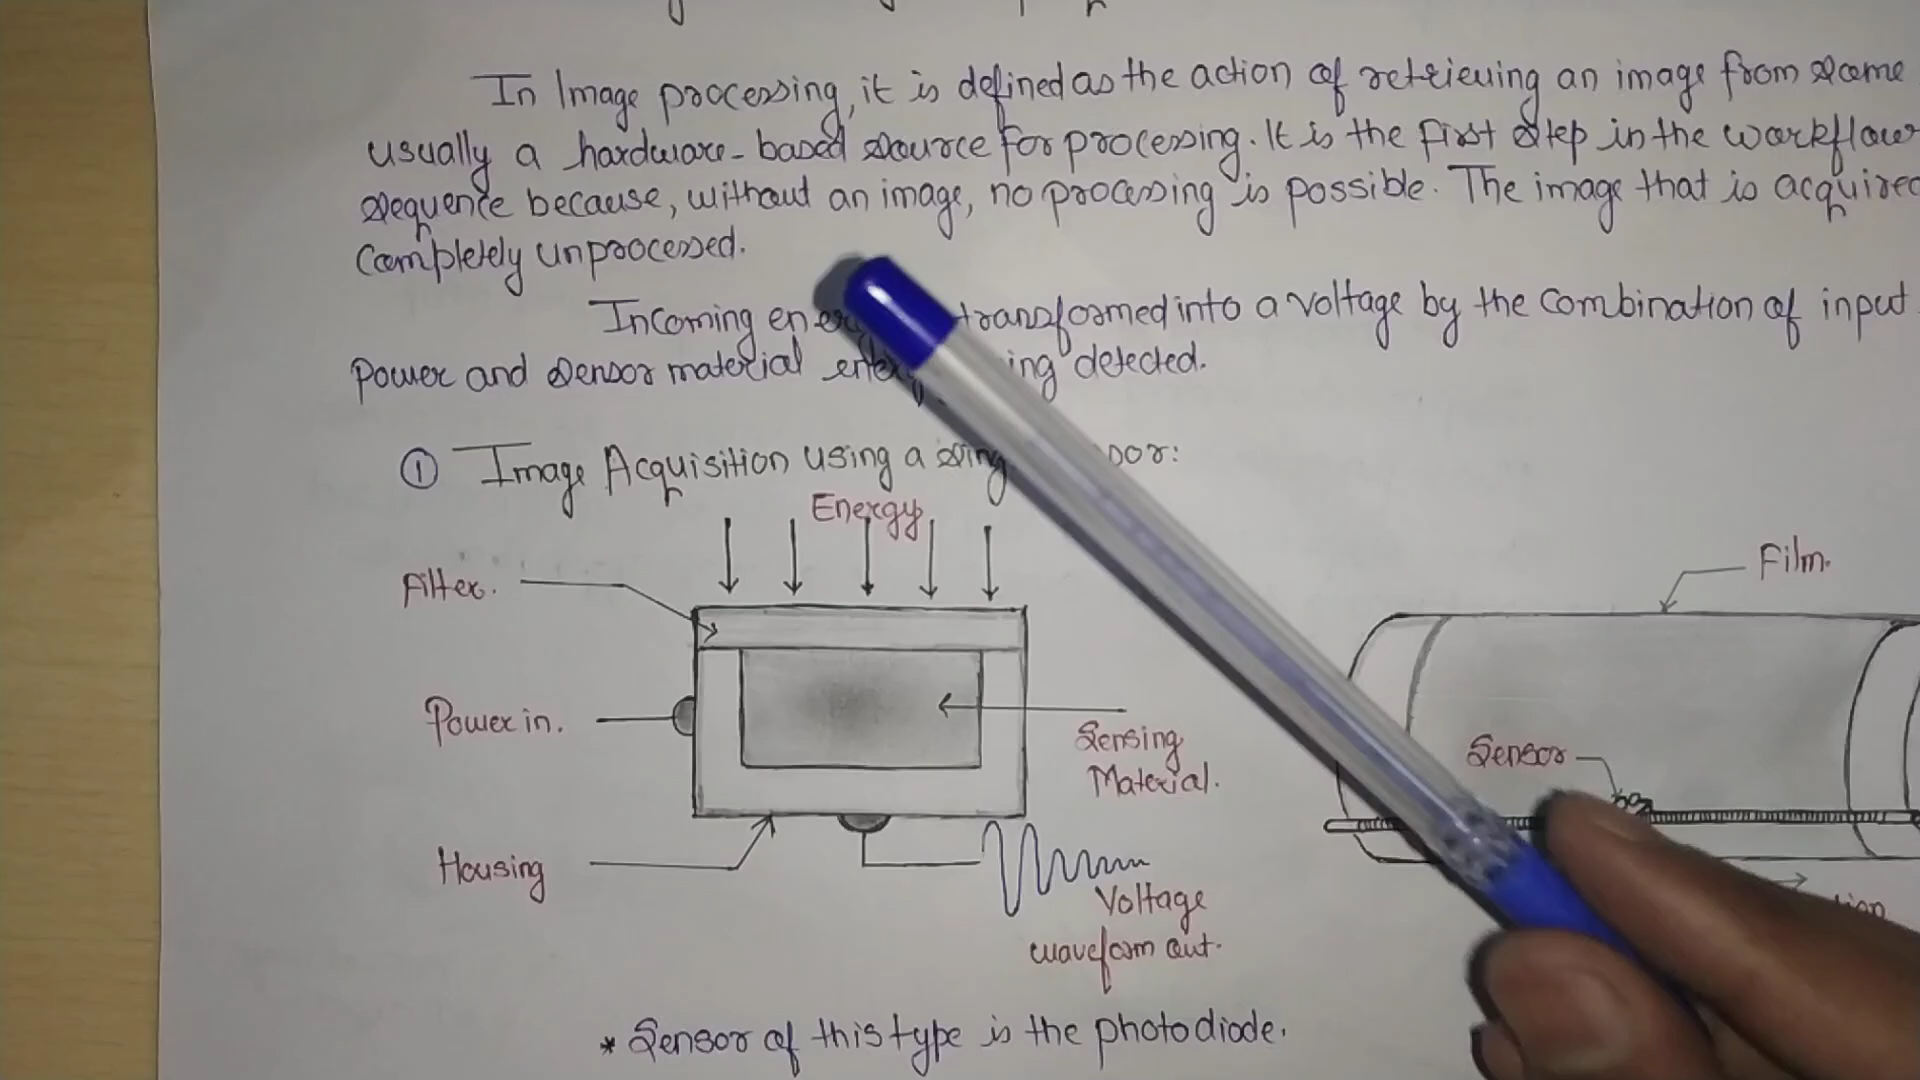 In Image processing, it is defined as the action of retrieving an image from some
usually a hardware-based source for processing. It is the first step in the workflow
sequence because, without an image, no processing is possible. The image that is acquired
completely unprocessed.
Incoming transformed into a voltage by the combination of input
Power and sensor material detected.
① Image Acquisition using a
Energy
Filter.
Film.
Power in.
Sensing
Material.
Sensor
Housing
Voltage
waveform out.
* Sensor of this type is the photodiode.